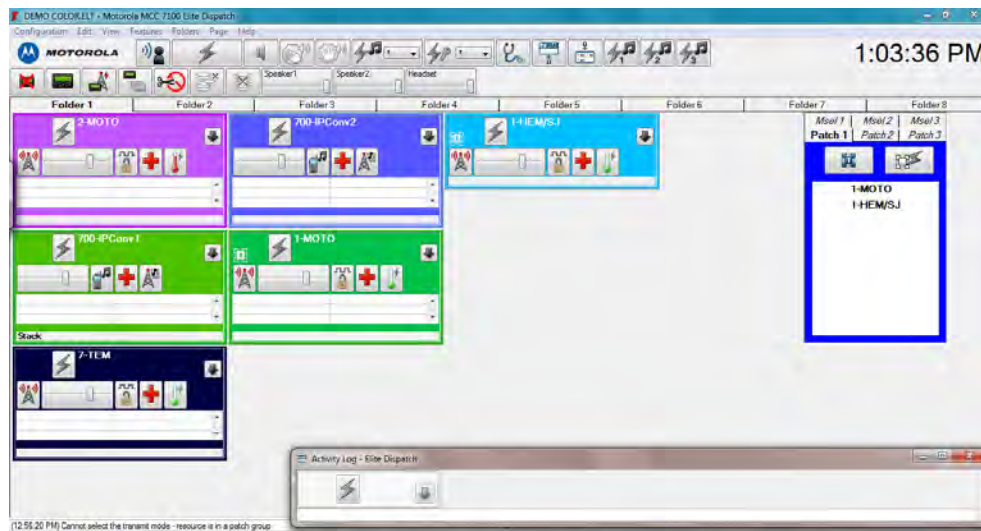 DEMO COLOR.ELT - Motorola MCC 7100 Elite Dispatch
Configuration Edit View Features Folders Page Help
MOTOROLA 1:03:36 PM
Speaker1 Speaker2 Headset
Folder 1 Folder 2 Folder 3 Folder 4 Folder 5 Folder 6 Folder 7 Folder 8
2-MOTO 700-IPConv2 1-HEM/SJ Msel 1 Msel 2 Msel 3
Patch 1 Patch 2 Patch 3
1-MOTO
1-HEM/SJ
700-IPConv1 1-MOTO
Stack
7-TEM
Activity Log - Elite Dispatch
(12:56:20 PM) Cannot select the transmit mode - resource is in a patch group